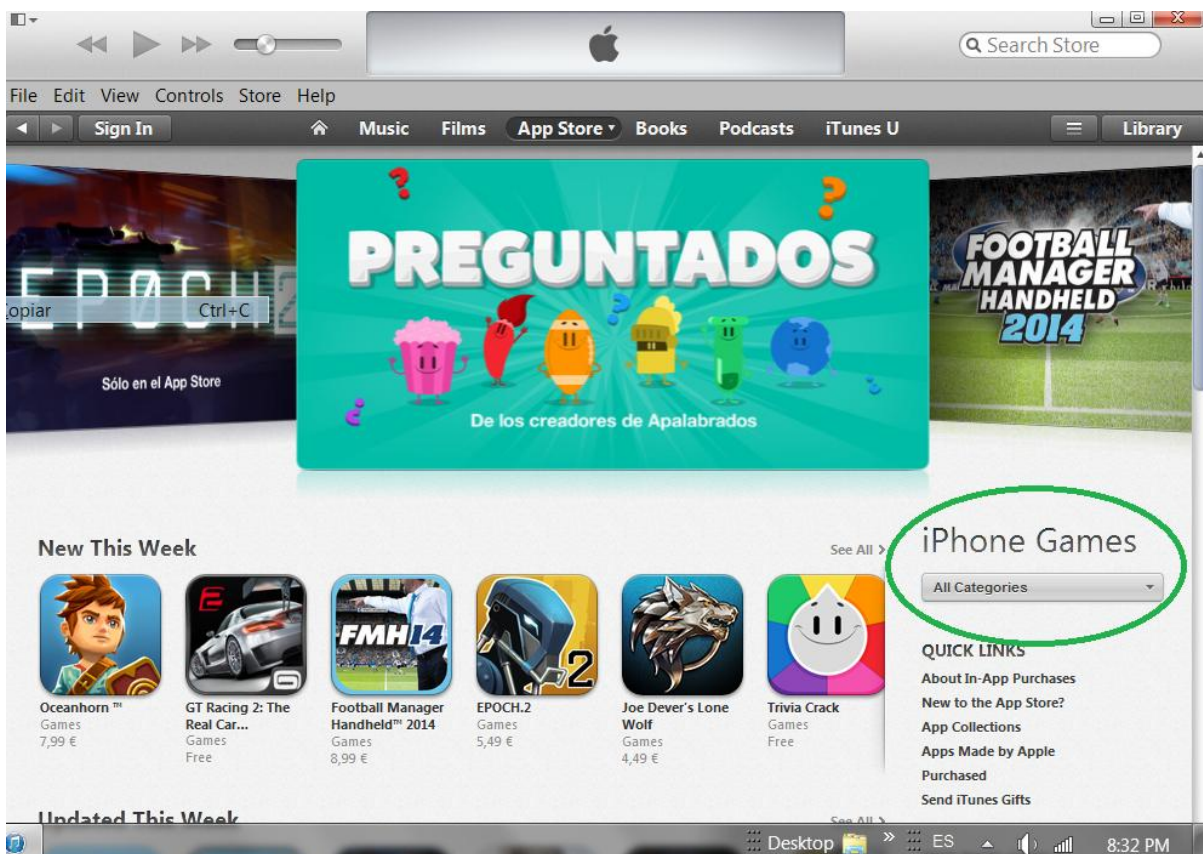 Search Store
File Edit View Controls Store Help
Sign In Music Films App Store Books Podcasts iTunes U Library
EPOCH2
opiar Ctrl+C
Sólo en el App Store
PREGUNTADOS
De los creadores de Apalabrados
FOOTBALL
MANAGER
HANDHELD
2014
New This Week See All >
iPhone Games
All Categories
FMH14
2
Oceanhorn ™
Games
7,99 €
GT Racing 2: The
Real Car...
Games
Free
Football Manager
Handheld™ 2014
Games
8,99 €
EPOCH.2
Games
5,49 €
Joe Dever's Lone
Wolf
Games
4,49 €
Trivia Crack
Games
Free
QUICK LINKS
About In-App Purchases
New to the App Store?
App Collections
Apps Made by Apple
Purchased
Send iTunes Gifts
Updated This Week See All >
Desktop » ES 8:32 PM